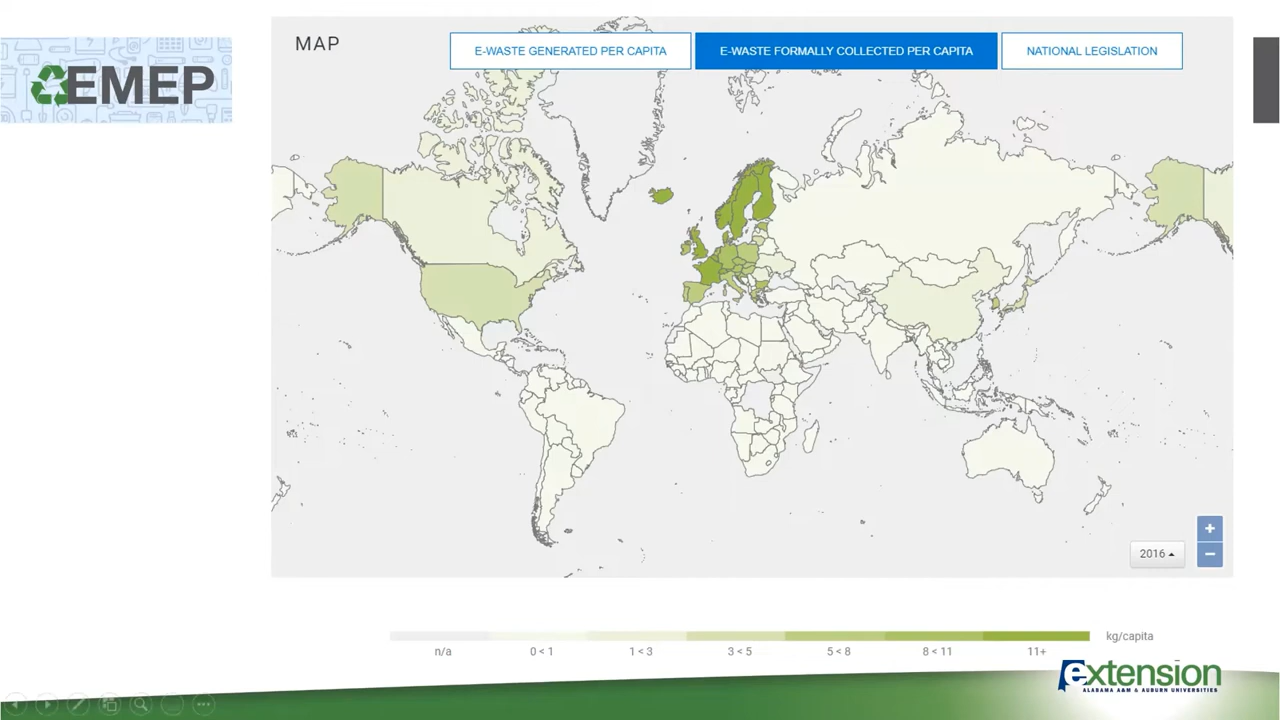 EMEP
MAP
E-WASTE GENERATED PER CAPITA
E-WASTE FORMALLY COLLECTED PER CAPITA
NATIONAL LEGISLATION
+
−
2016
n/a
0 < 1
1 < 3
3 < 5
5 < 8
8 < 11
11+
kg/capita
extension
ALABAMA A&M & AUBURN UNIVERSITIES